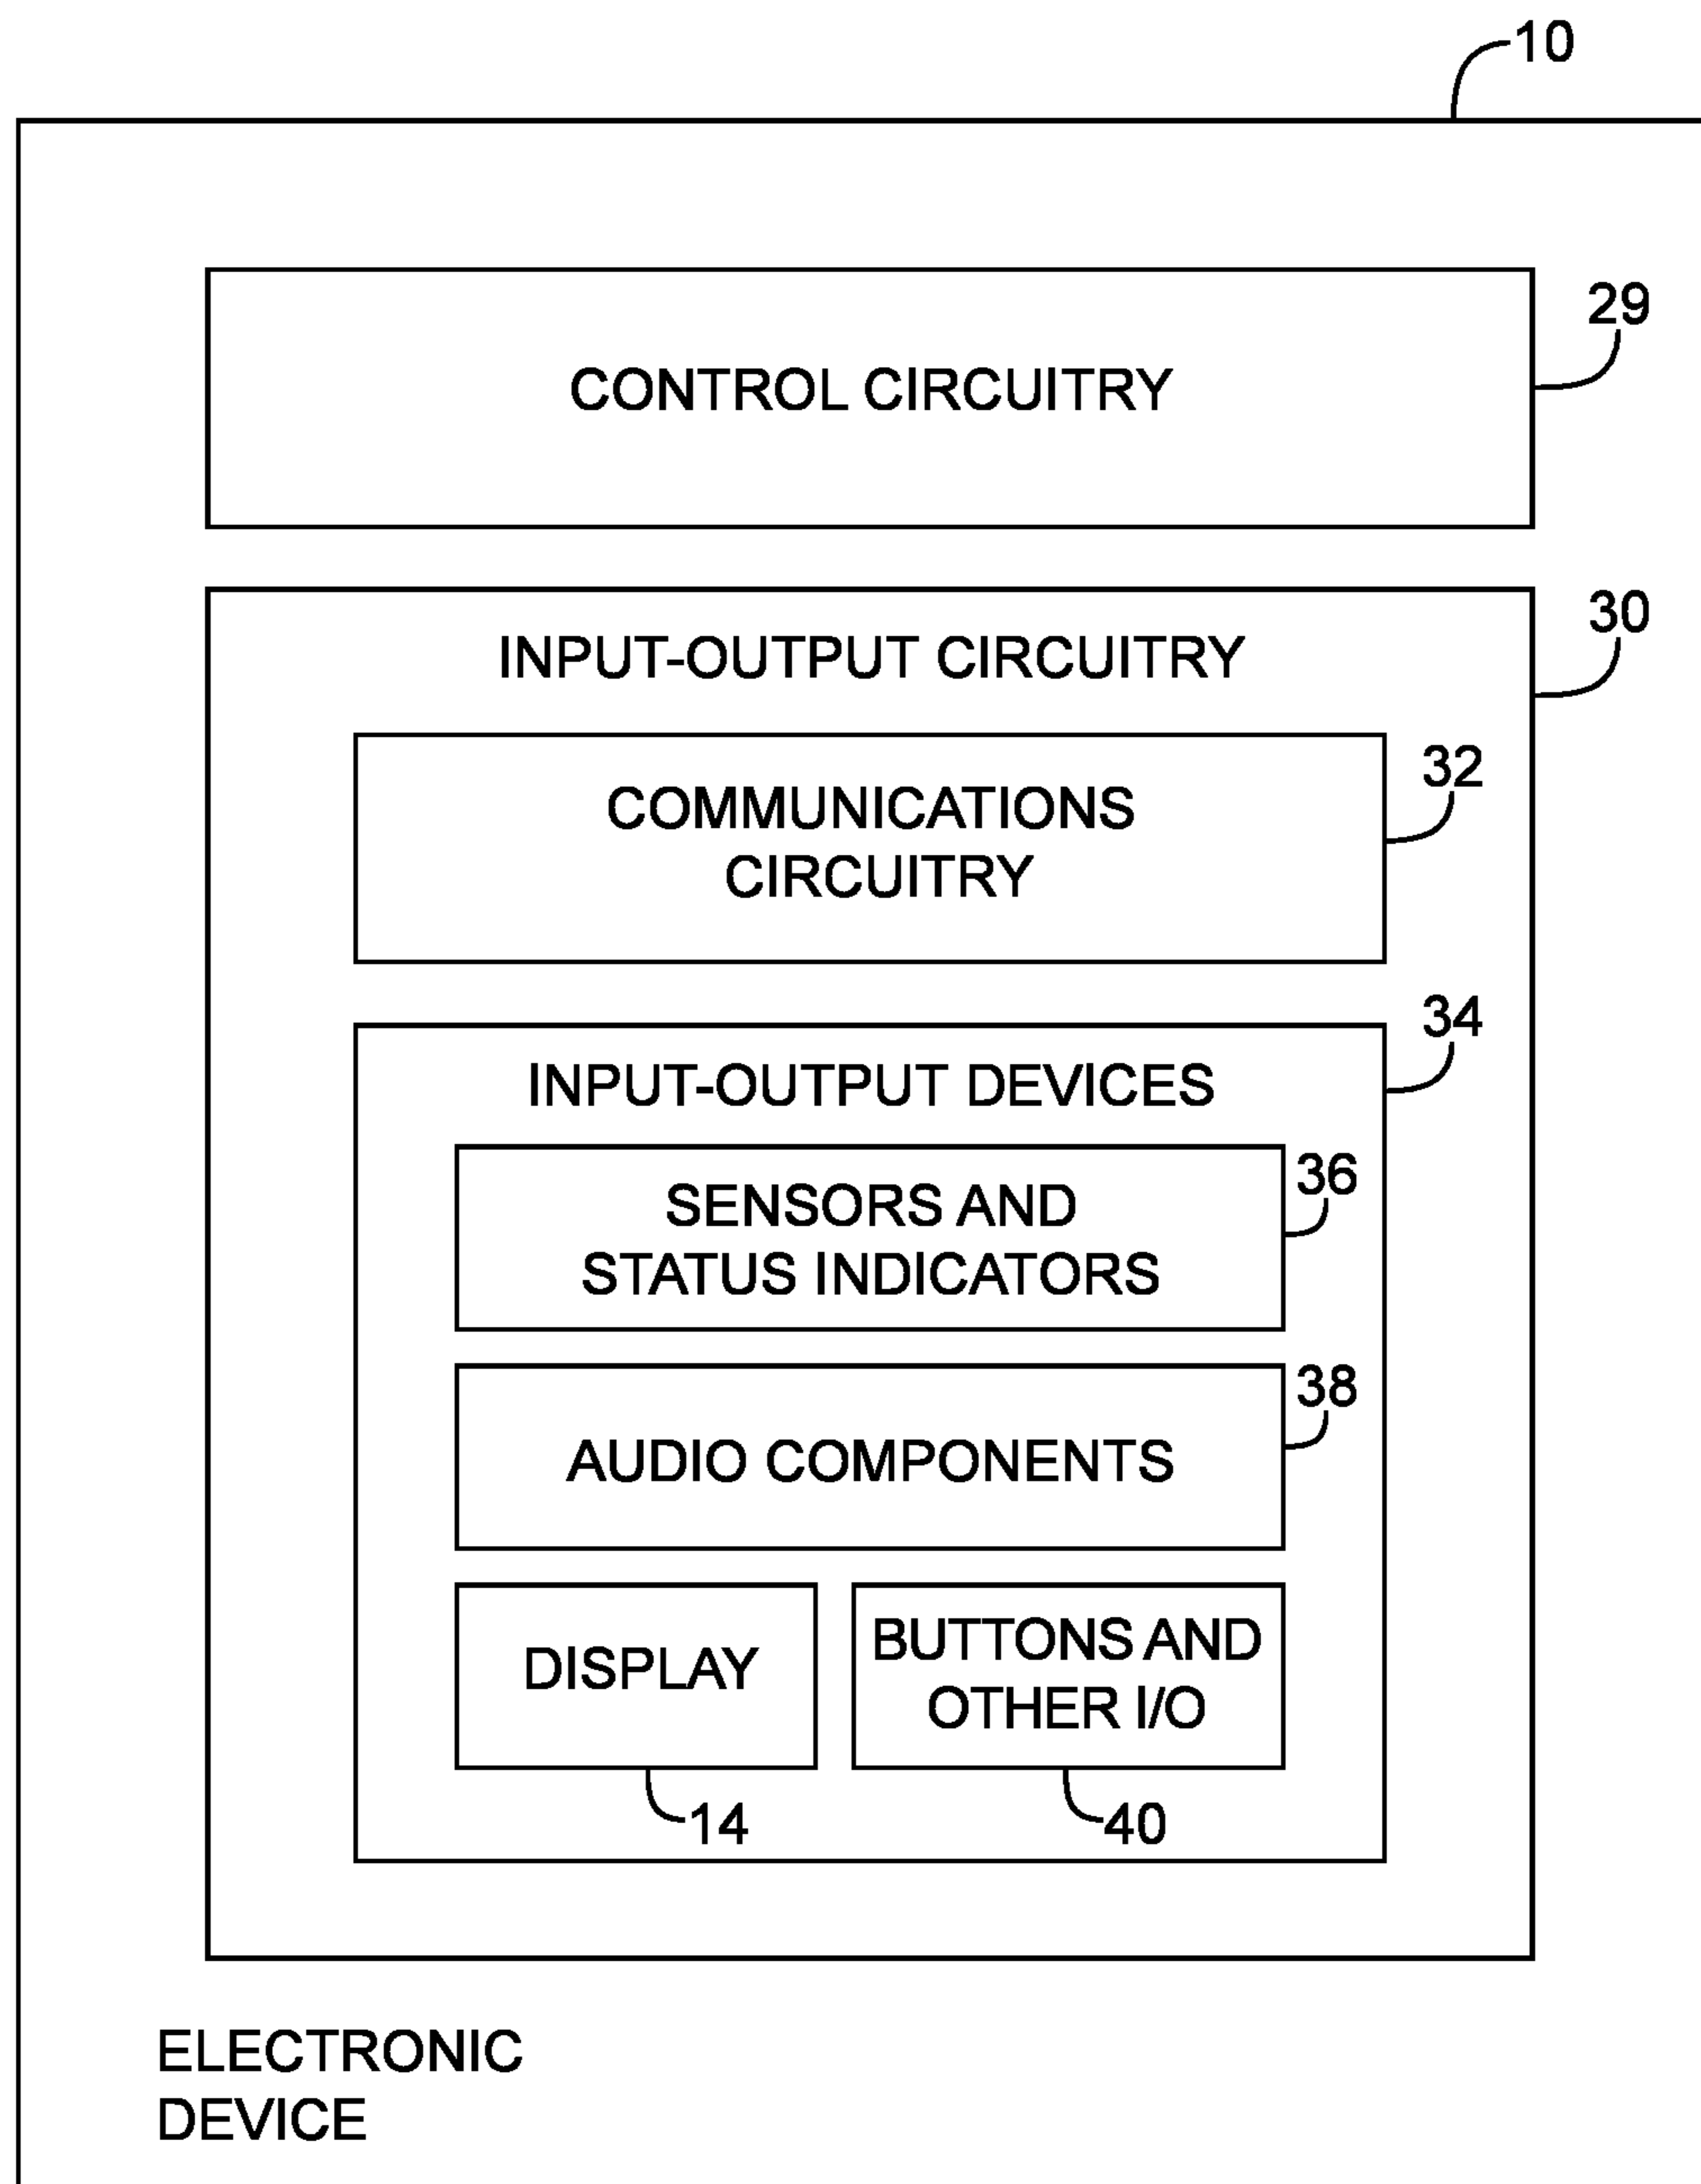 10
CONTROL CIRCUITRY
29
30
INPUT-OUTPUT CIRCUITRY
COMMUNICATIONS
CIRCUITRY
32
34
INPUT-OUTPUT DEVICES
SENSORS AND
STATUS INDICATORS
36
AUDIO COMPONENTS
38
DISPLAY
14
BUTTONS AND
OTHER I/O
40
ELECTRONIC
DEVICE